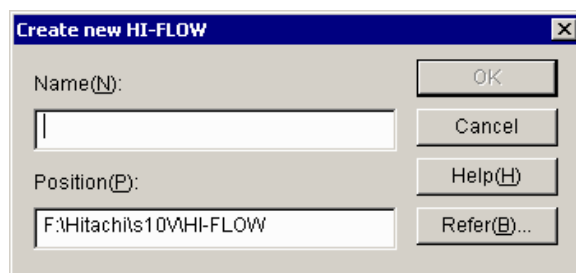 Create new HI-FLOW
Name(N):
OK
Cancel
Position(P):
Help(H)
F:\Hitachi\s10V\HI-FLOW
Refer(B)...